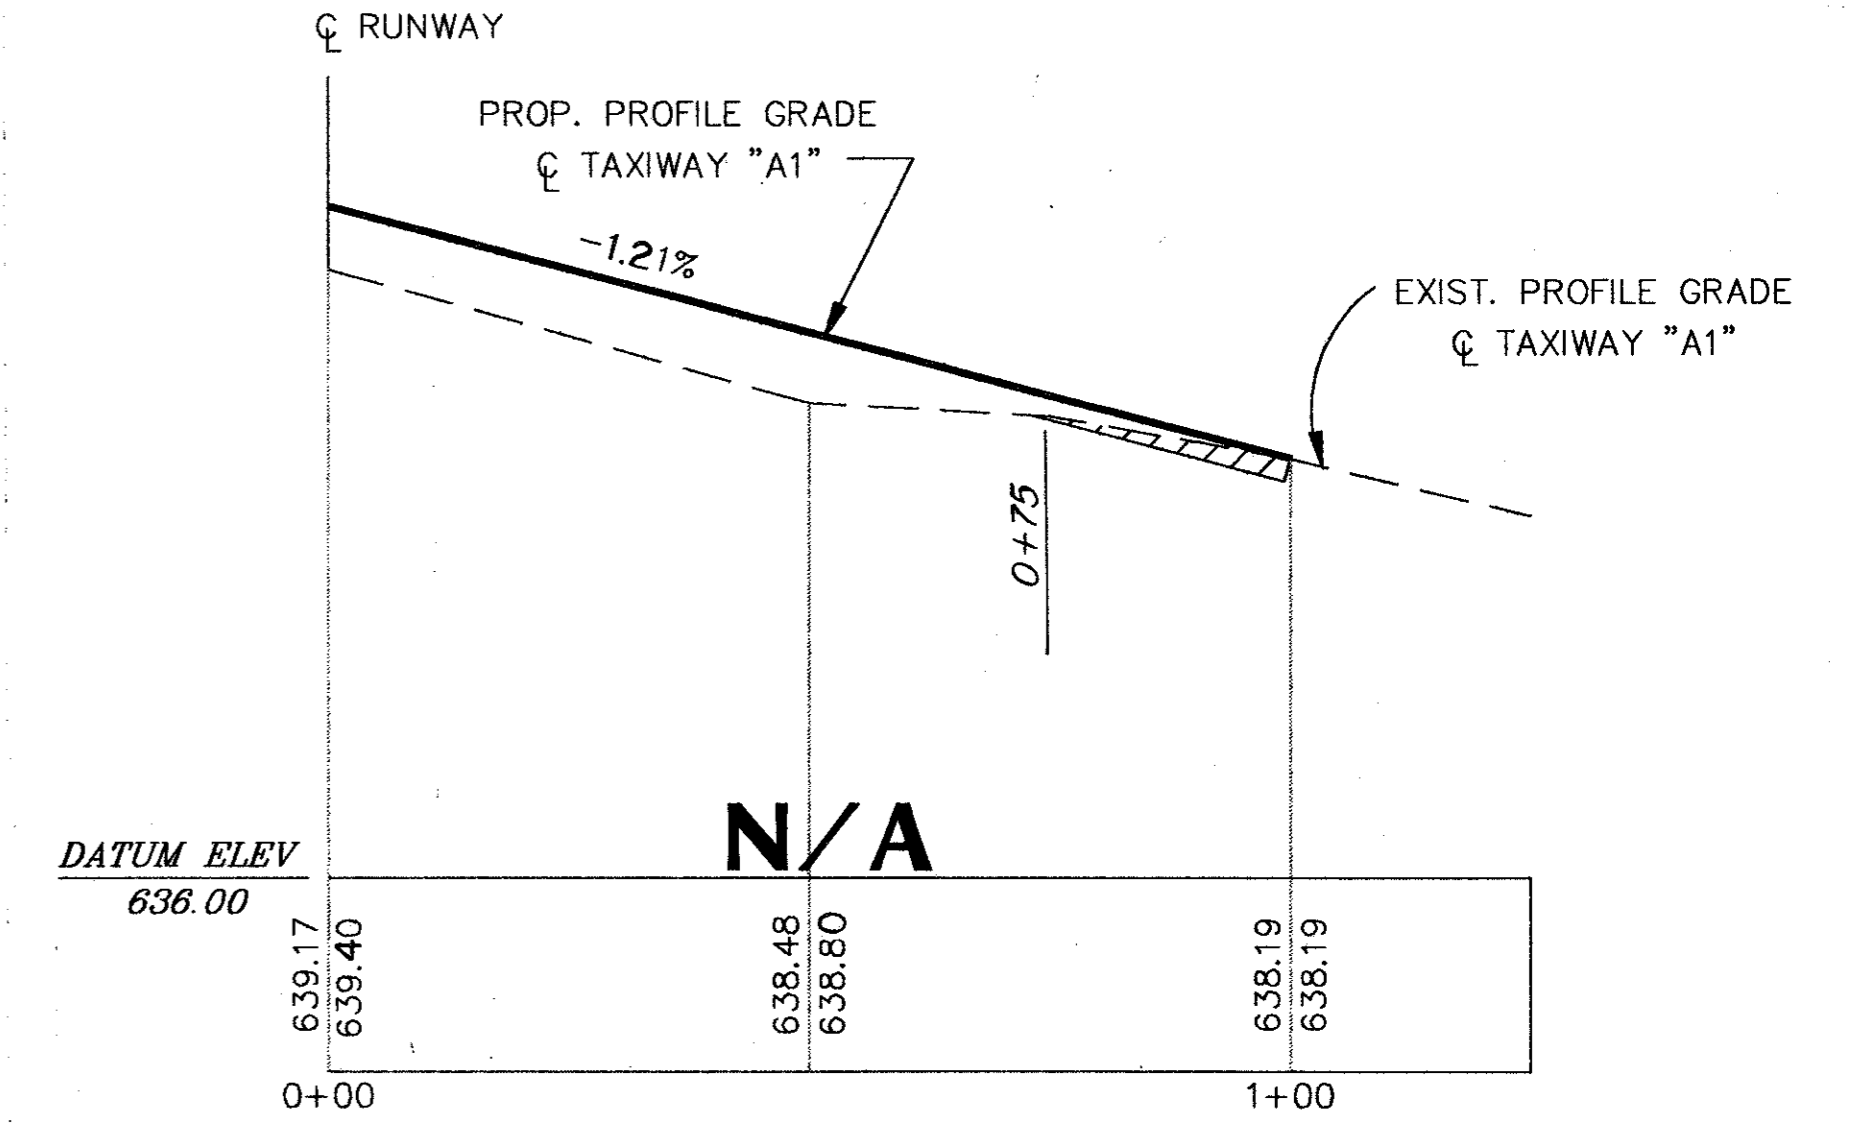 ℄ RUNWAY
PROP. PROFILE GRADE
℄ TAXIWAY "A1"
-1.21%
EXIST. PROFILE GRADE
℄ TAXIWAY "A1"
0+75
N/A
DATUM ELEV
636.00
639.17
639.40
638.48
638.80
638.19
638.19
0+00
1+00